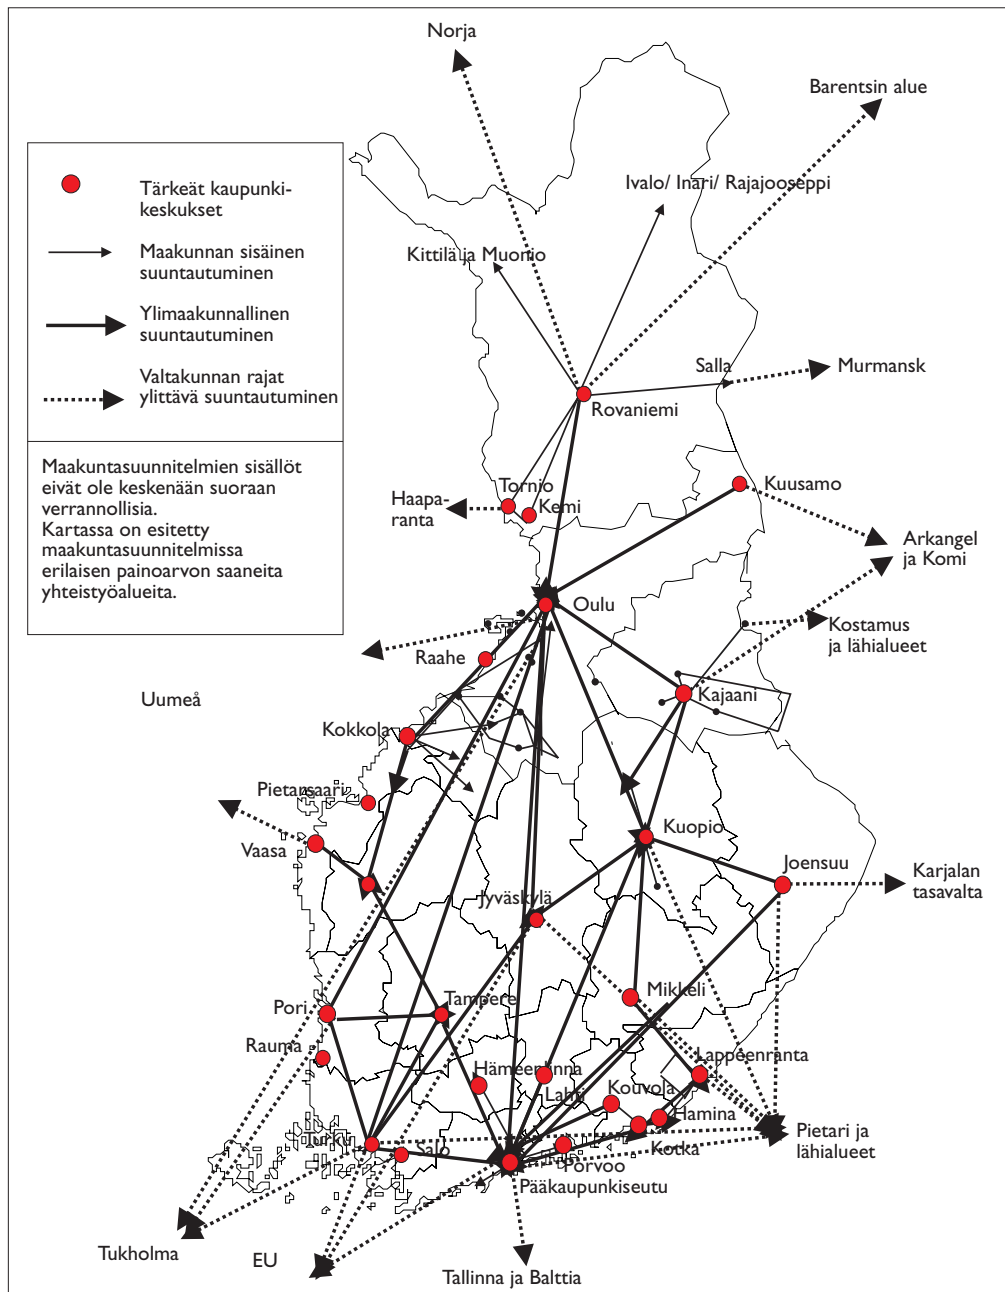 Norja
Barentsin alue
Tärkeät kaupunki-
keskukset
Maakunnan sisäinen
suuntautuminen
Ylimaakunnallinen
suuntautuminen
Valtakunnan rajat
ylittävä suuntautuminen
Maakuntasuunnitelmien sisällöt
eivät ole keskenään suoraan
verrannollisia.
Kartassa on esitetty
maakuntasuunnitelmissa
erilaisen painoarvon saaneita
yhteistyöalueita.
Ivalo/ Inari/ Rajajooseppi
Kittilä ja Muonio
Salla
Murmansk
Rovaniemi
Haapa-
ranta
Tornio
Kemi
Kuusamo
Arkangel
ja Komi
Oulu
Kostamus
ja lähialueet
Raahe
Uumeå
Kajaani
Kokkola
Pietarsaari
Vaasa
Kuopio
Joensuu
Karjalan
tasavalta
Jyväskylä
Mikkeli
Pori
Tampere
Rauma
Hämeenlinna
Lahti
Lappeenranta
Kouvola
Hamina
Kotka
Pietari ja
lähialueet
Turku
Salo
Porvoo
Pääkaupunkiseutu
Tukholma
EU
Tallinna ja Balttia